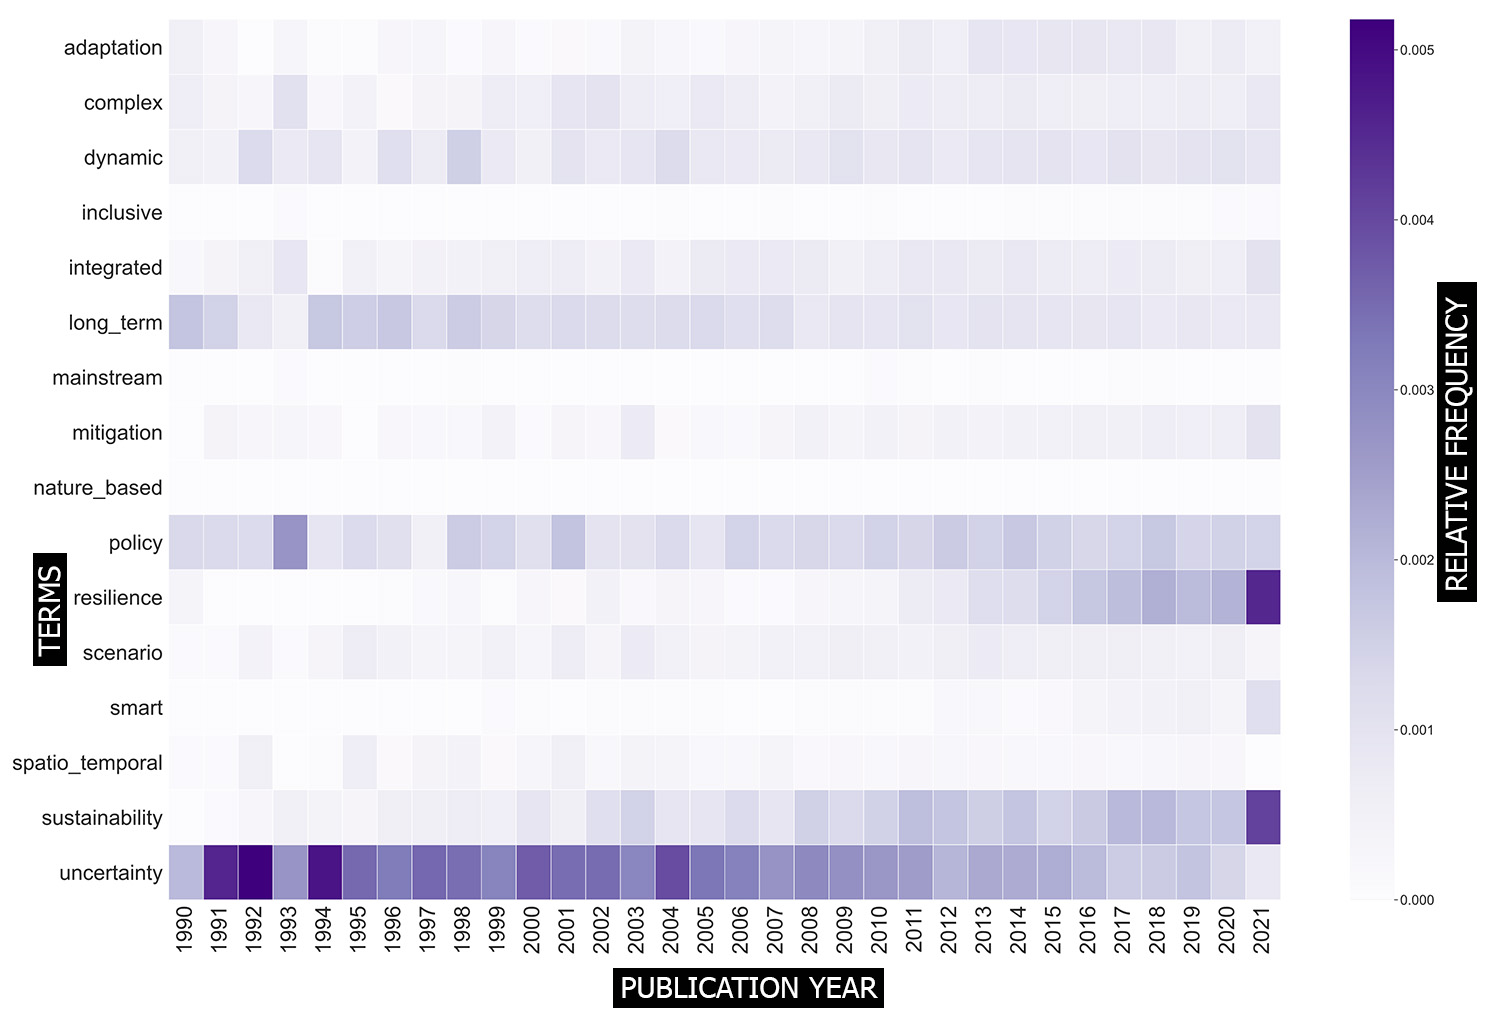 adaptation
complex
dynamic
inclusive
integrated
long_term
mainstream
mitigation
nature_based
policy
resilience
scenario
smart
spatio_temporal
sustainability
uncertainty
TERMS
1990 1991 1992 1993 1994 1995 1996 1997 1998 1999 2000 2001 2002 2003 2004 2005 2006 2007 2008 2009 2010 2011 2012 2013 2014 2015 2016 2017 2018 2019 2020 2021
PUBLICATION YEAR
0.005
0.004
0.003
0.002
0.001
0.000
RELATIVE FREQUENCY